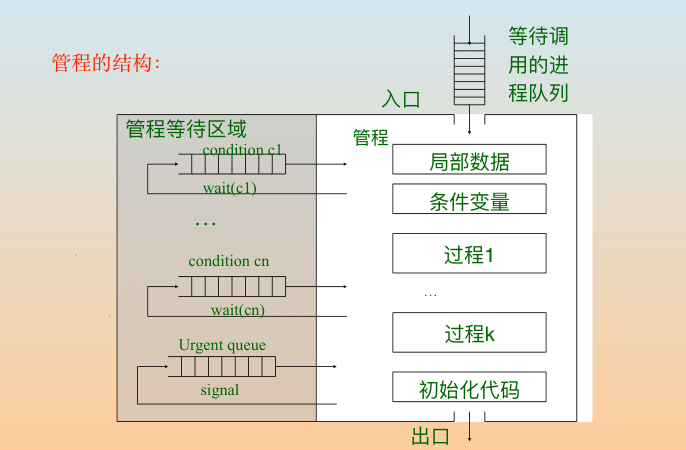 管程的结构：
等待调
用的进
程队列
入口
管程等待区域
condition c1
wait(c1)
…
condition cn
wait(cn)
Urgent queue
signal
管程
局部数据
条件变量
过程1
…
过程k
初始化代码
出口